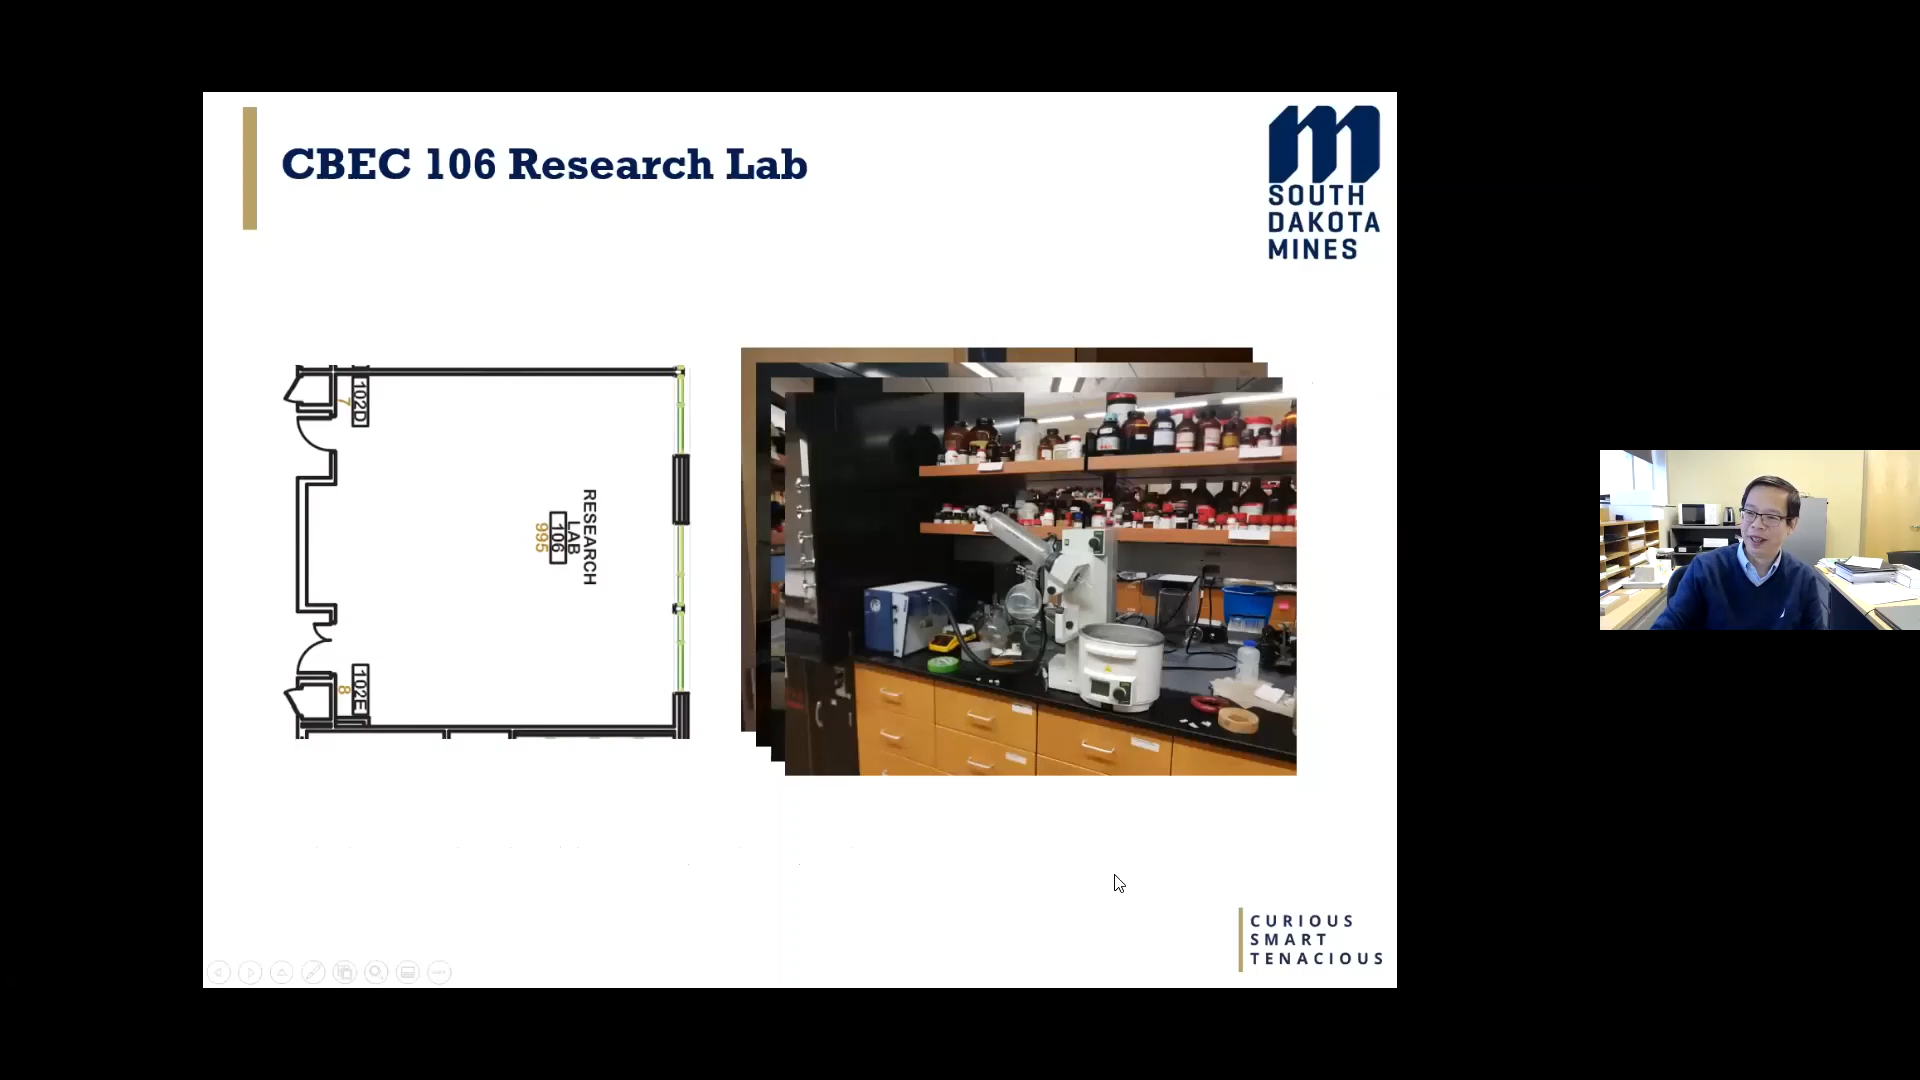 CBEC 106 Research Lab
SOUTH
DAKOTA
MINES
102D
7
RESEARCH
LAB
106
995
102E
8
CURIOUS
SMART
TENACIOUS